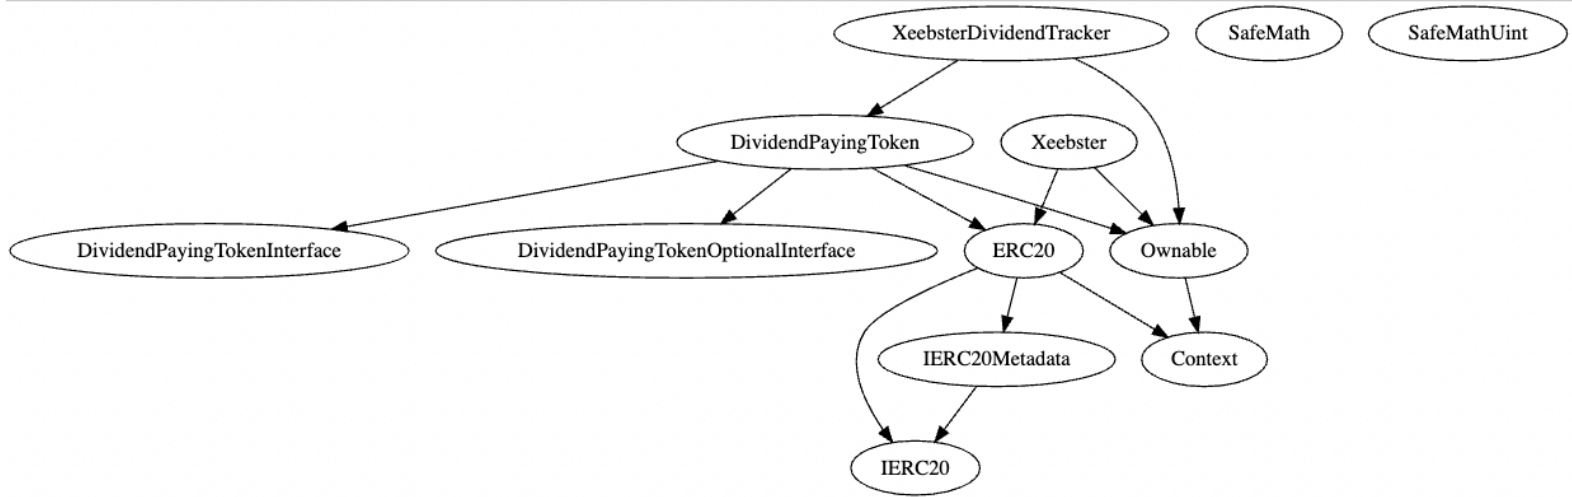 XeebsterDividendTracker
SafeMath
SafeMathUint
DividendPayingToken
Xeebster
DividendPayingTokenInterface
DividendPayingTokenOptionalInterface
ERC20
Ownable
IERC20Metadata
Context
IERC20